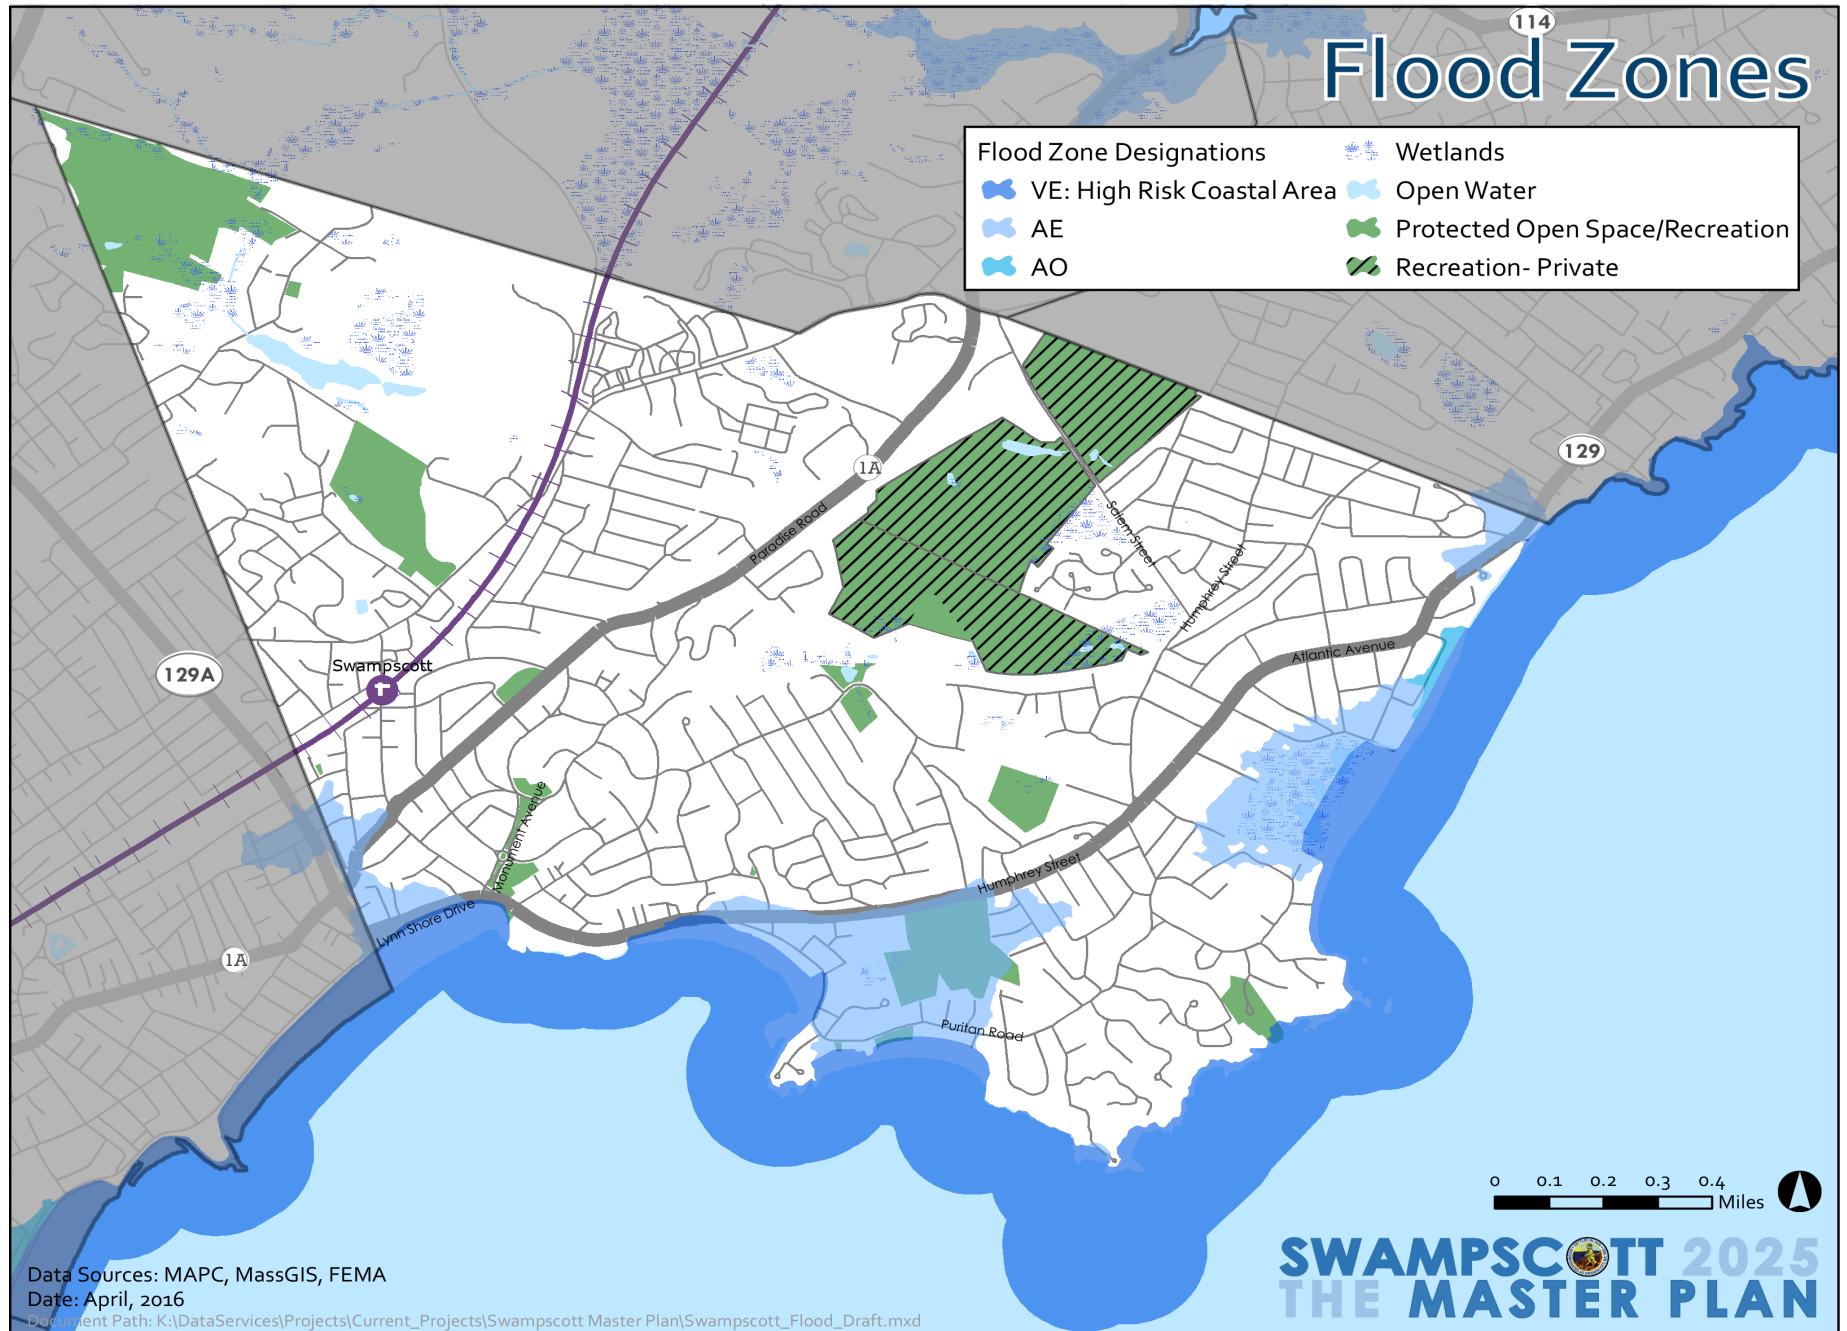 114
Flood Zones
Flood Zone Designations
VE: High Risk Coastal Area
AE
AO
Wetlands
Open Water
Protected Open Space/Recreation
Recreation- Private
129
1A
Paradise Road
Salem Street
Humphrey Street
Atlantic Avenue
Swampscott
129A
Monument Avenue
Humphrey Street
Lynn Shore Drive
1A
Puritan Road
0 0.1 0.2 0.3 0.4
Miles
SWAMPSCOTT 2025
THE MASTER PLAN
Data Sources: MAPC, MassGIS, FEMA
Date: April, 2016
Document Path: K:\DataServices\Projects\Current_Projects\Swampscott Master Plan\Swampscott_Flood_Draft.mxd